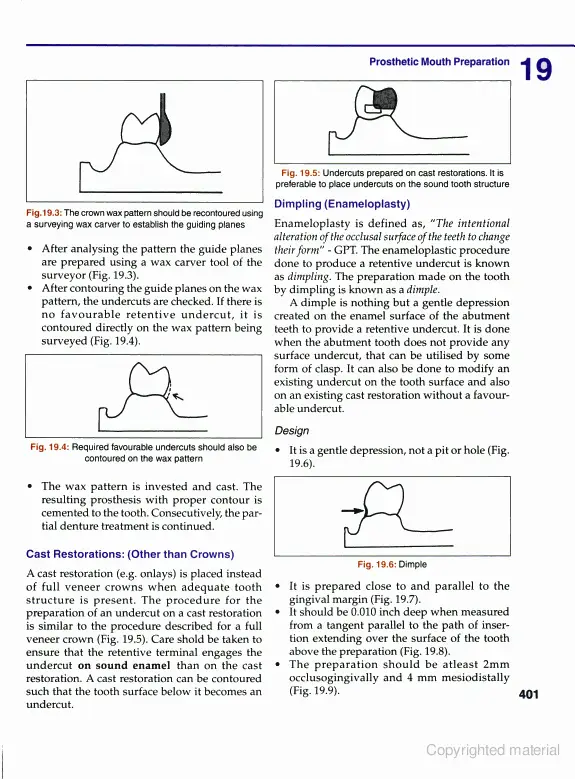 Prosthetic Mouth Preparation 19
Fig.19.3: The crown wax pattern should be recontoured using
a surveying wax carver to establish the guiding planes
• After analysing the pattern the guide planes
are prepared using a wax carver tool of the
surveyor (Fig. 19.3).
• After contouring the guide planes on the wax
pattern, the undercuts are checked. If there is
no favourable retentive undercut, it is
contoured directly on the wax pattern being
surveyed (Fig. 19.4).
Fig. 19.4: Required favourable undercuts should also be
contoured on the wax pattern
• The wax pattern is invested and cast. The
resulting prosthesis with proper contour is
cemented to the tooth. Consecutively, the par-
tial denture treatment is continued.
Cast Restorations: (Other than Crowns)
A cast restoration (e.g. onlays) is placed instead
of full veneer crowns when adequate tooth
structure is present. The procedure for the
preparation of an undercut on a cast restoration
is similar to the procedure described for a full
veneer crown (Fig. 19.5). Care shold be taken to
ensure that the retentive terminal engages the
undercut on sound enamel than on the cast
restoration. A cast restoration can be contoured
such that the tooth surface below it becomes an
undercut.
Fig. 19.5: Undercuts prepared on cast restorations. It is
preferable to place undercuts on the sound tooth structure
Dimpling (Enameloplasty)
Enameloplasty is defined as, "The intentional
alteration of the occlusal surface of the teeth to change
their form" - GPT. The enameloplastic procedure
done to produce a retentive undercut is known
as dimpling. The preparation made on the tooth
by dimpling is known as a dimple.
A dimple is nothing but a gentle depression
created on the enamel surface of the abutment
teeth to provide a retentive undercut. It is done
when the abutment tooth does not provide any
surface undercut, that can be utilised by some
form of clasp. It can also be done to modify an
existing undercut on the tooth surface and also
on an existing cast restoration without a favour-
able undercut.
Design
• It is a gentle depression, not a pit or hole (Fig.
19.6).
Fig. 19.6: Dimple
• It is prepared close to and parallel to the
gingival margin (Fig. 19.7).
• It should be 0.010 inch deep when measured
from a tangent parallel to the path of inser-
tion extending over the surface of the tooth
above the preparation (Fig. 19.8).
• The preparation should be atleast 2mm
occlusogingivally and 4 mm mesiodistally
(Fig. 19.9).
401
Copyrighted material